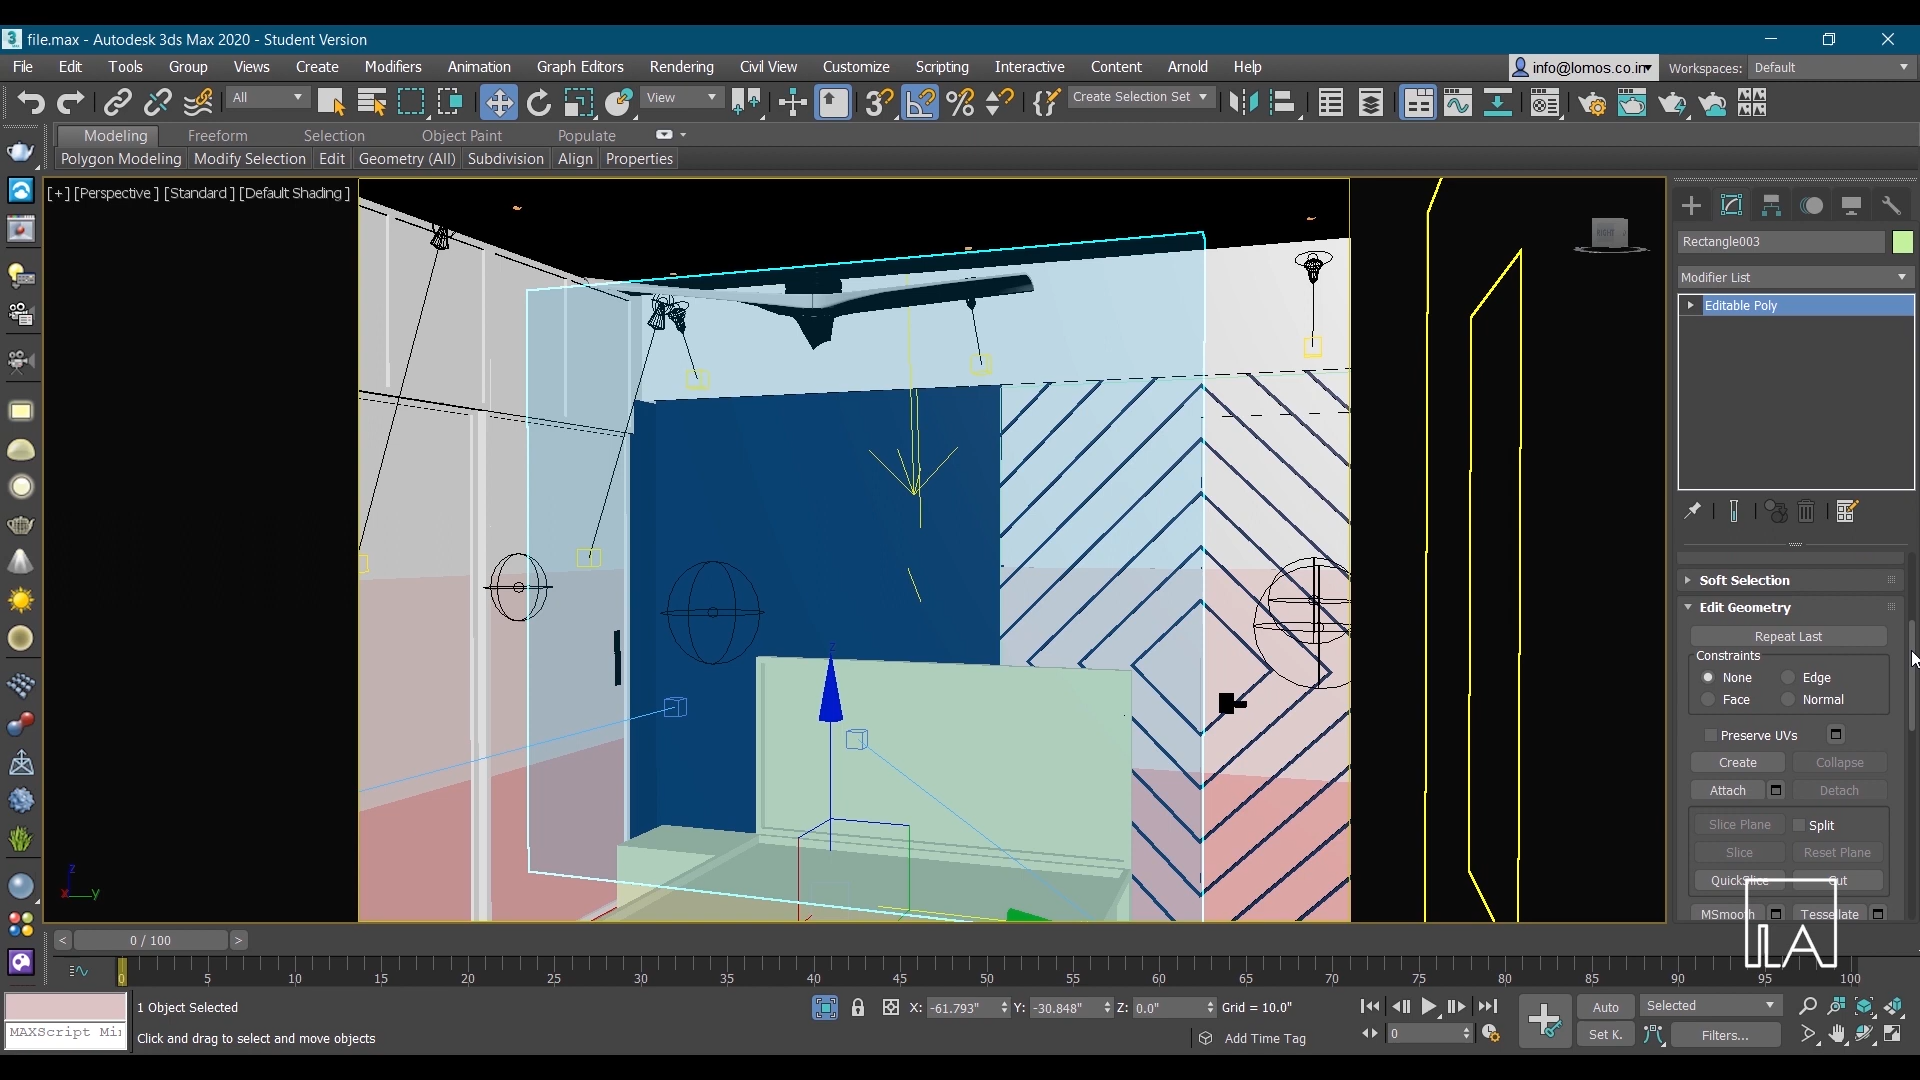 3 file.max - Autodesk 3ds Max 2020 - Student Version
File Edit Tools Group Views Create Modifiers Animation Graph Editors Rendering Civil View Customize Scripting Interactive Content Arnold Help info@lomos.co.in Workspaces: Default
All View Create Selection Set
Modeling Freeform Selection Object Paint Populate
Polygon Modeling Modify Selection Edit Geometry (All) Subdivision Align Properties
[+] [Perspective ] [Standard ] [Default Shading ]
RIGHT
Rectangle003
Modifier List
Editable Poly
Soft Selection
Edit Geometry
Repeat Last
Constraints
None Edge
Face Normal
Preserve UVs
Create Collapse
Attach Detach
Slice Plane Split
Slice Reset Plane
QuickSlice Cut
MSmooth Tessellate
z
z
x y
ILA
< 0 / 100 >
0 5 10 15 20 25 30 35 40 45 50 55 60 65 70 75 80 85 90 95 100
1 Object Selected X: -61.793" Y: -30.848" Z: 0.0" Grid = 10.0" Auto Selected
MAXScript Mi
Click and drag to select and move objects Add Time Tag 0 Set K. Filters...